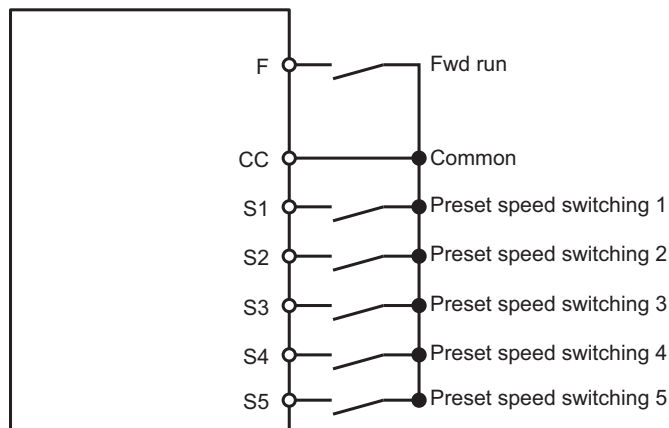 F Fwd run
CC Common
S1 Preset speed switching 1
S2 Preset speed switching 2
S3 Preset speed switching 3
S4 Preset speed switching 4
S5 Preset speed switching 5